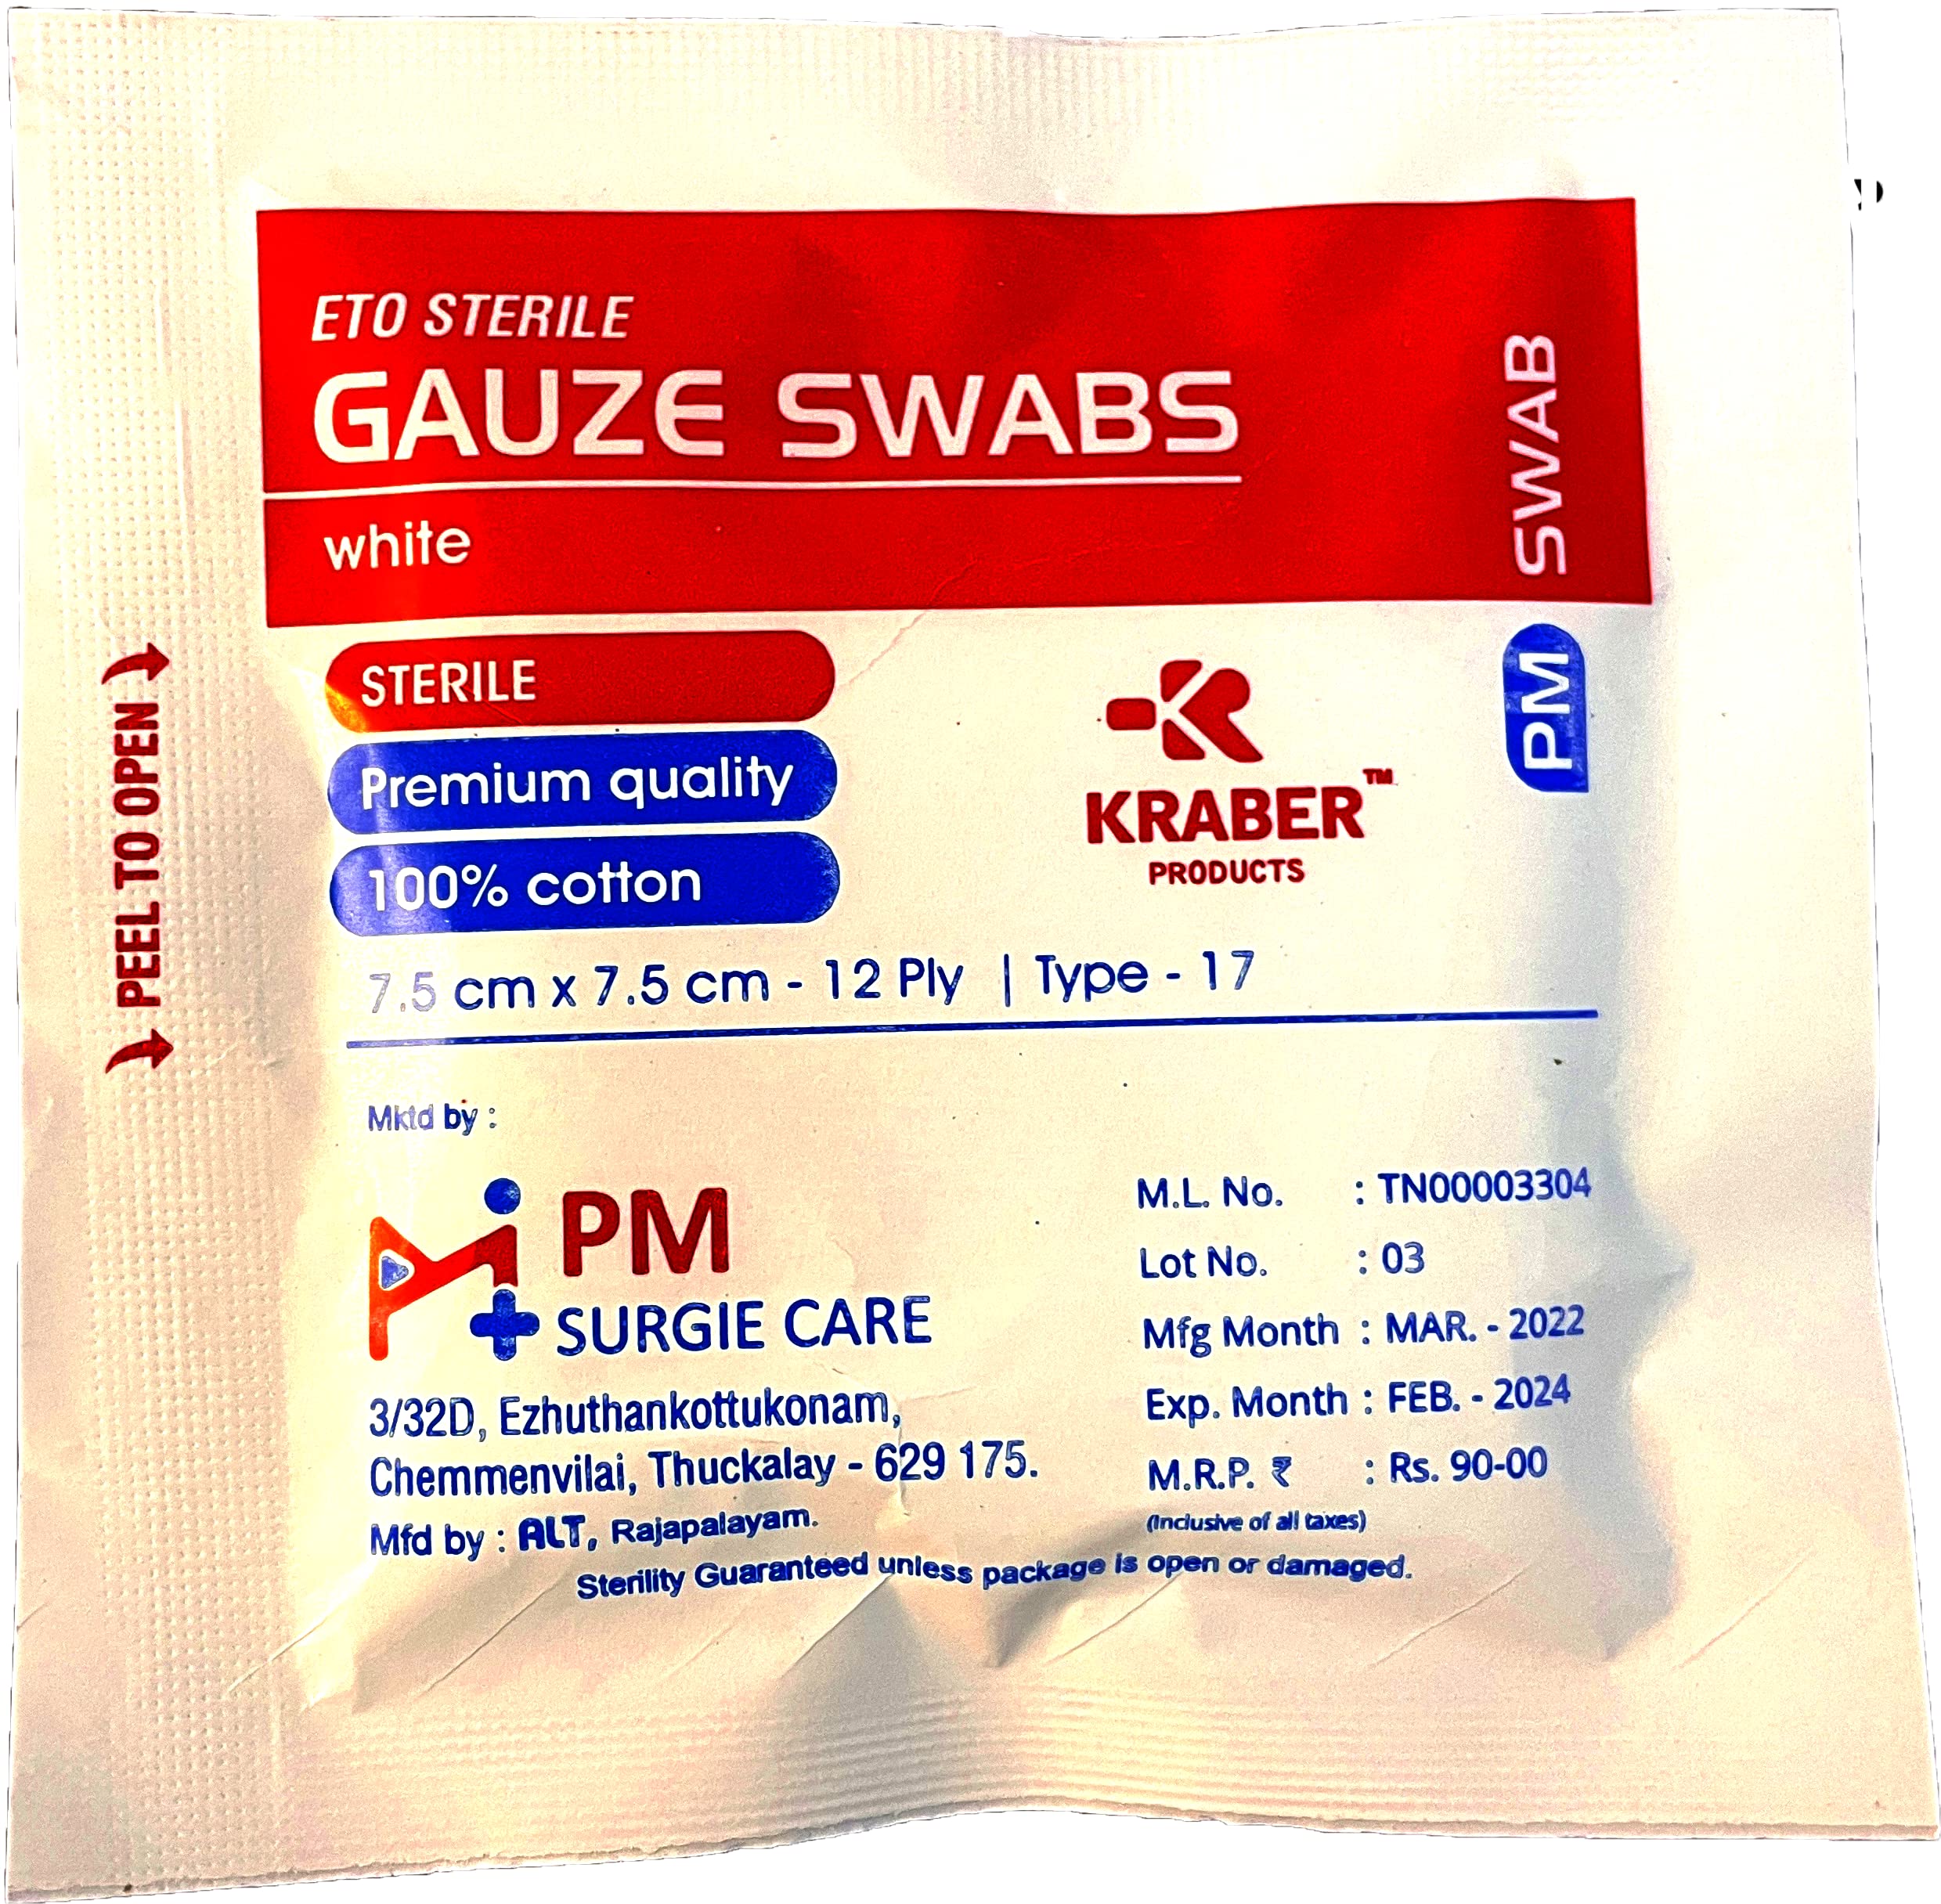 ETO STERILE
GAUZE SWABS
white
SWAB
PM
STERILE
Premium quality
100% cotton
KRABER™
PRODUCTS
PEEL TO OPEN
7.5 cm x 7.5 cm - 12 Ply | Type - 17
Mktd by :
PM
SURGIE CARE
3/32D, Ezhuthankottukonam,
Chemmenvilai, Thuckalay - 629 175.
Mfd by : ALT, Rajapalayam.
M.L. No. : TN00003304
Lot No. : 03
Mfg Month : MAR. - 2022
Exp. Month : FEB. - 2024
M.R.P. ₹ : Rs. 90-00
(Inclusive of all taxes)
Sterility Guaranteed unless package is open or damaged.